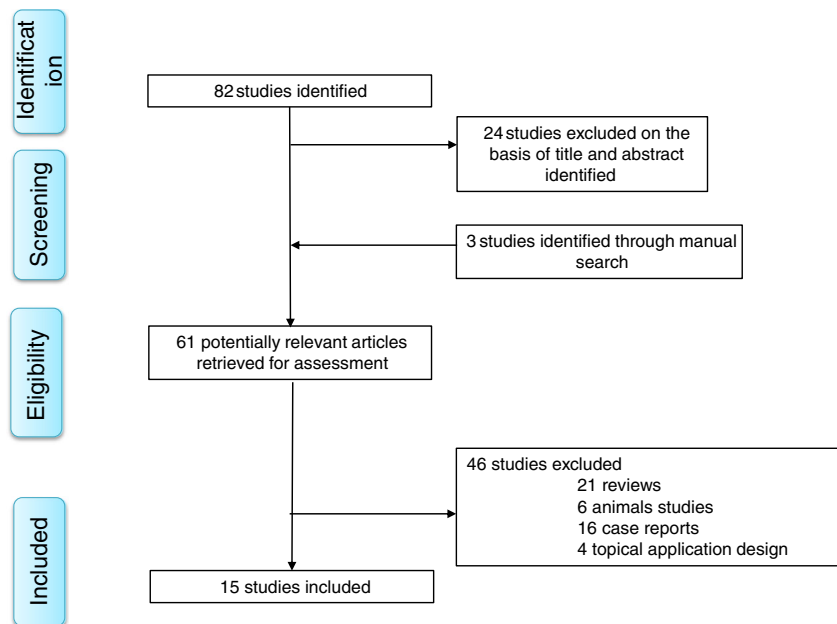 Identificat
ion
82 studies identified
24 studies excluded on the
basis of title and abstract
identified
Screening
3 studies identified through manual
search
Eligibility
61 potentially relevant articles
retrieved for assessment
46 studies excluded
21 reviews
6 animals studies
16 case reports
4 topical application design
Included
15 studies included